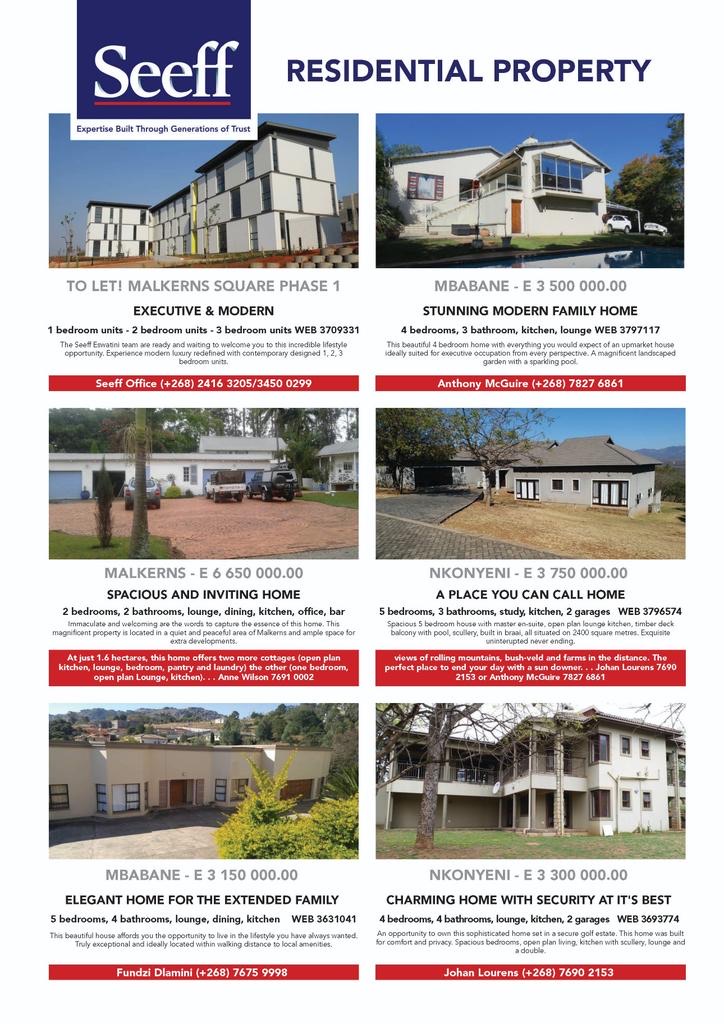 Seeff
Expertise Built Through Generations of Trust
RESIDENTIAL PROPERTY
TO LET! MALKERNS SQUARE PHASE 1
EXECUTIVE & MODERN
1 bedroom units - 2 bedroom units - 3 bedroom units WEB 3709331
The Seeff Eswatini team are ready and waiting to welcome you to this incredible lifestyle
opportunity. Experience modern luxury redefined with contemporary designed 1, 2, 3
bedroom units.
Seeff Office (+268) 2416 3205/3450 0299
MBABANE - E 3 500 000.00
STUNNING MODERN FAMILY HOME
4 bedrooms, 3 bathroom, kitchen, lounge WEB 3797117
This beautiful 4 bedroom home with everything you would expect of an upmarket house
ideally suited for executive occupation from every perspective. A magnificent landscaped
garden with a sparkling pool.
Anthony McGuire (+268) 7827 6861
MALKERNS - E 6 650 000.00
SPACIOUS AND INVITING HOME
2 bedrooms, 2 bathrooms, lounge, dining, kitchen, office, bar
Immaculate and welcoming are the words to capture the essence of this home. This
magnificent property is located in a quiet and peaceful area of Malkerns and ample space for
extra developments.
At just 1.6 hectares, this home offers two more cottages (open plan
kitchen, lounge, bedroom, pantry and laundry) the other (one bedroom,
open plan Lounge, kitchen). . . Anne Wilson 7691 0002
NKONYENI - E 3 750 000.00
A PLACE YOU CAN CALL HOME
5 bedrooms, 3 bathrooms, study, kitchen, 2 garages WEB 3796574
Spacious 5 bedroom house with master en-suite, open plan lounge kitchen, timber deck
balcony with pool, scullery, built in braai, all situated on 2400 square metres. Exquisite
uninterrupted never ending.
views of rolling mountains, bush-veld and farms in the distance. The
perfect place to end your day with a sun downer. . . Johan Lourens 7690
2153 or Anthony McGuire 7827 6861
MBABANE - E 3 150 000.00
ELEGANT HOME FOR THE EXTENDED FAMILY
5 bedrooms, 4 bathrooms, lounge, dining, kitchen WEB 3631041
This beautiful house affords you the opportunity to live in the lifestyle you have always wanted.
Truly exceptional and ideally located within walking distance to local amenities.
Fundzi Dlamini (+268) 7675 9998
NKONYENI - E 3 300 000.00
CHARMING HOME WITH SECURITY AT IT'S BEST
4 bedrooms, 4 bathrooms, lounge, kitchen, 2 garages WEB 3693774
An opportunity to own this sophisticated home set in a secure golf estate. This home was built
for comfort and privacy. Spacious bedrooms, open plan living, kitchen with scullery, lounge and
a double.
Johan Lourens (+268) 7690 2153